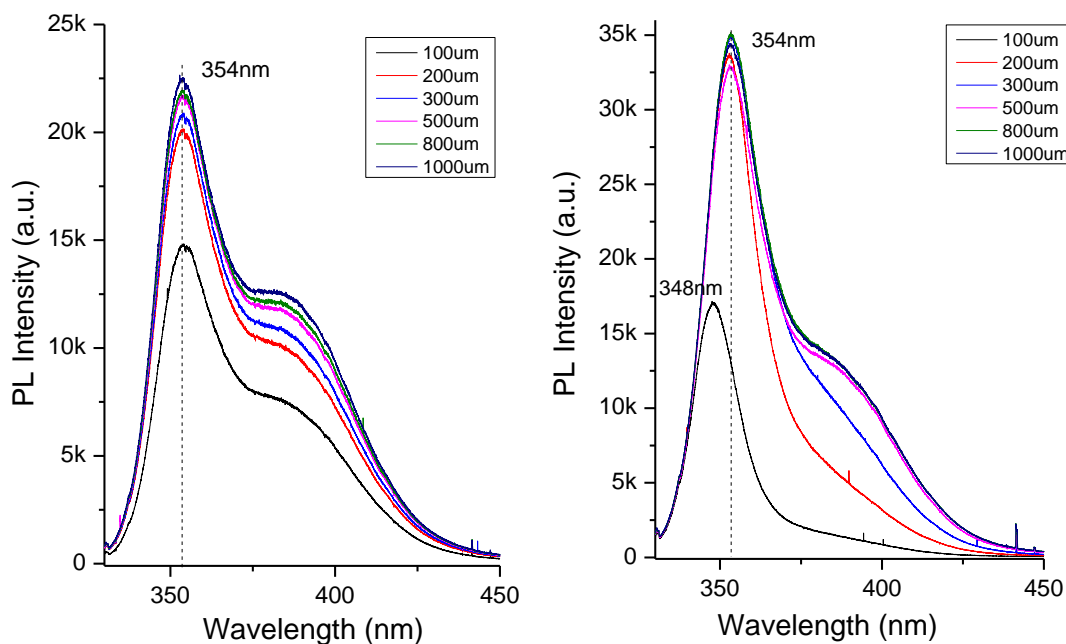 25k
20k
15k
10k
5k
0
PL Intensity (a.u.)
354nm
100um
200um
300um
500um
800um
1000um
350
400
450
Wavelength (nm)
35k
30k
25k
20k
15k
10k
5k
0
PL Intensity (a.u.)
354nm
348nm
100um
200um
300um
500um
800um
1000um
350
400
450
Wavelength (nm)